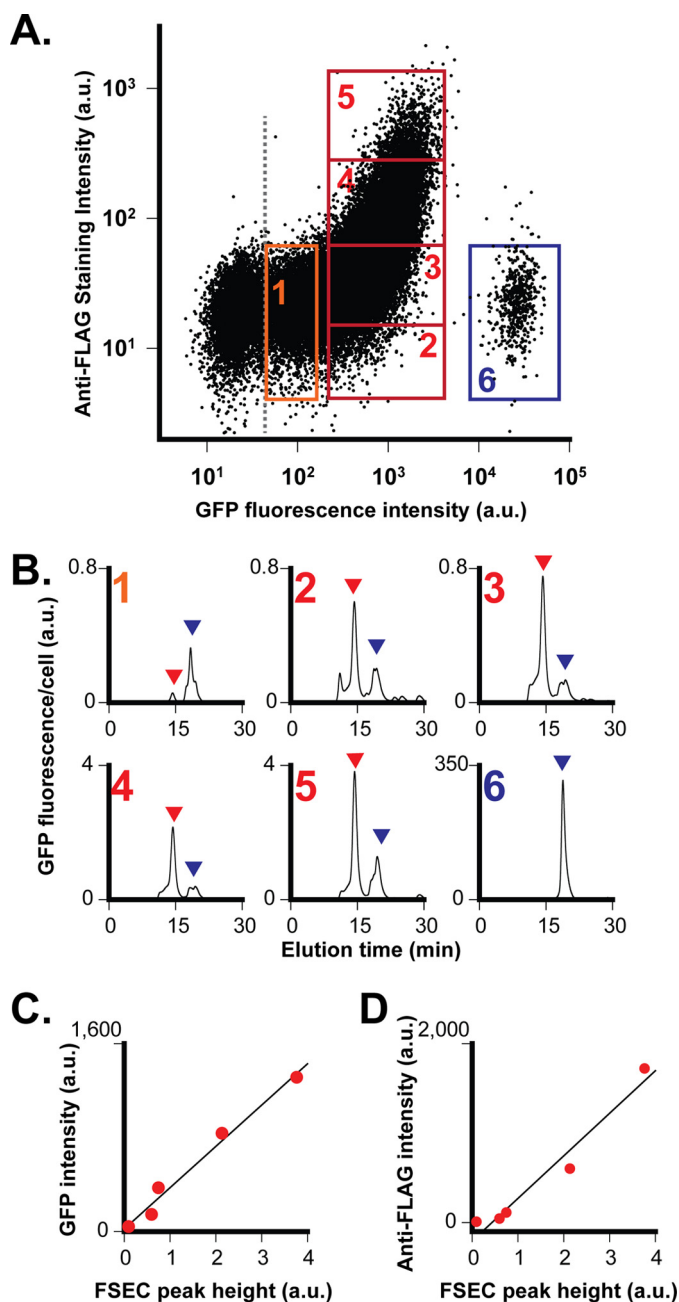 A.
Anti-FLAG Staining Intensity (a.u.)
10³
10²
10¹
5
4
3
2
1
6
10¹ 10² 10³ 10⁴ 10⁵
GFP fluorescence intensity (a.u.)
B.
GFP fluorescence/cell (a.u.)
0.8
0
1
0 15 30
0.8
0
2
0 15 30
0.8
0
3
0 15 30
4
0
4
0 15 30
4
0
5
0 15 30
350
0
6
0 15 30
Elution time (min)
C.
GFP intensity (a.u.)
1,600
0
0 1 2 3 4
FSEC peak height (a.u.)
D
Anti-FLAG intensity (a.u.)
2,000
0
0 1 2 3 4
FSEC peak height (a.u.)